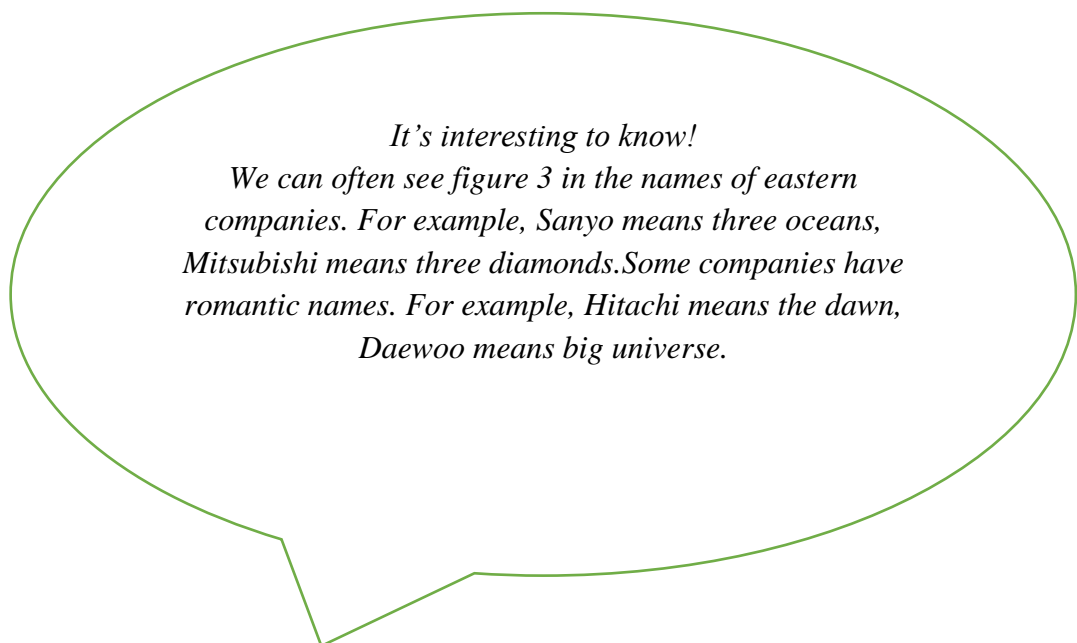 It’s interesting to know!
We can often see figure 3 in the names of eastern
companies. For example, Sanyo means three oceans,
Mitsubishi means three diamonds.Some companies have
romantic names. For example, Hitachi means the dawn,
Daewoo means big universe.